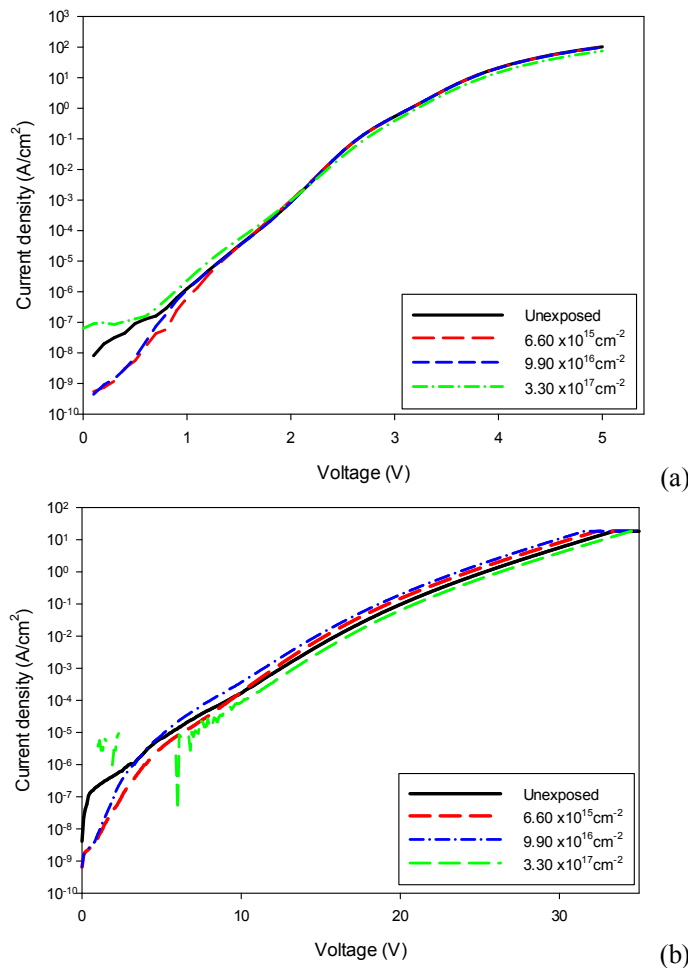 10³
10²
10¹
10⁰
10⁻¹
10⁻²
10⁻³
10⁻⁴
10⁻⁵
10⁻⁶
10⁻⁷
10⁻⁸
10⁻⁹
10⁻¹⁰
Current density (A/cm²)
Unexposed
6.60 x10¹⁵cm⁻²
9.90 x10¹⁶cm⁻²
3.30 x10¹⁷cm⁻²
0 1 2 3 4 5
Voltage (V)
(a)
10²
10¹
10⁰
10⁻¹
10⁻²
10⁻³
10⁻⁴
10⁻⁵
10⁻⁶
10⁻⁷
10⁻⁸
10⁻⁹
10⁻¹⁰
Current density (A/cm²)
Unexposed
6.60 x10¹⁵cm⁻²
9.90 x10¹⁶cm⁻²
3.30 x10¹⁷cm⁻²
0 10 20 30
Voltage (V)
(b)